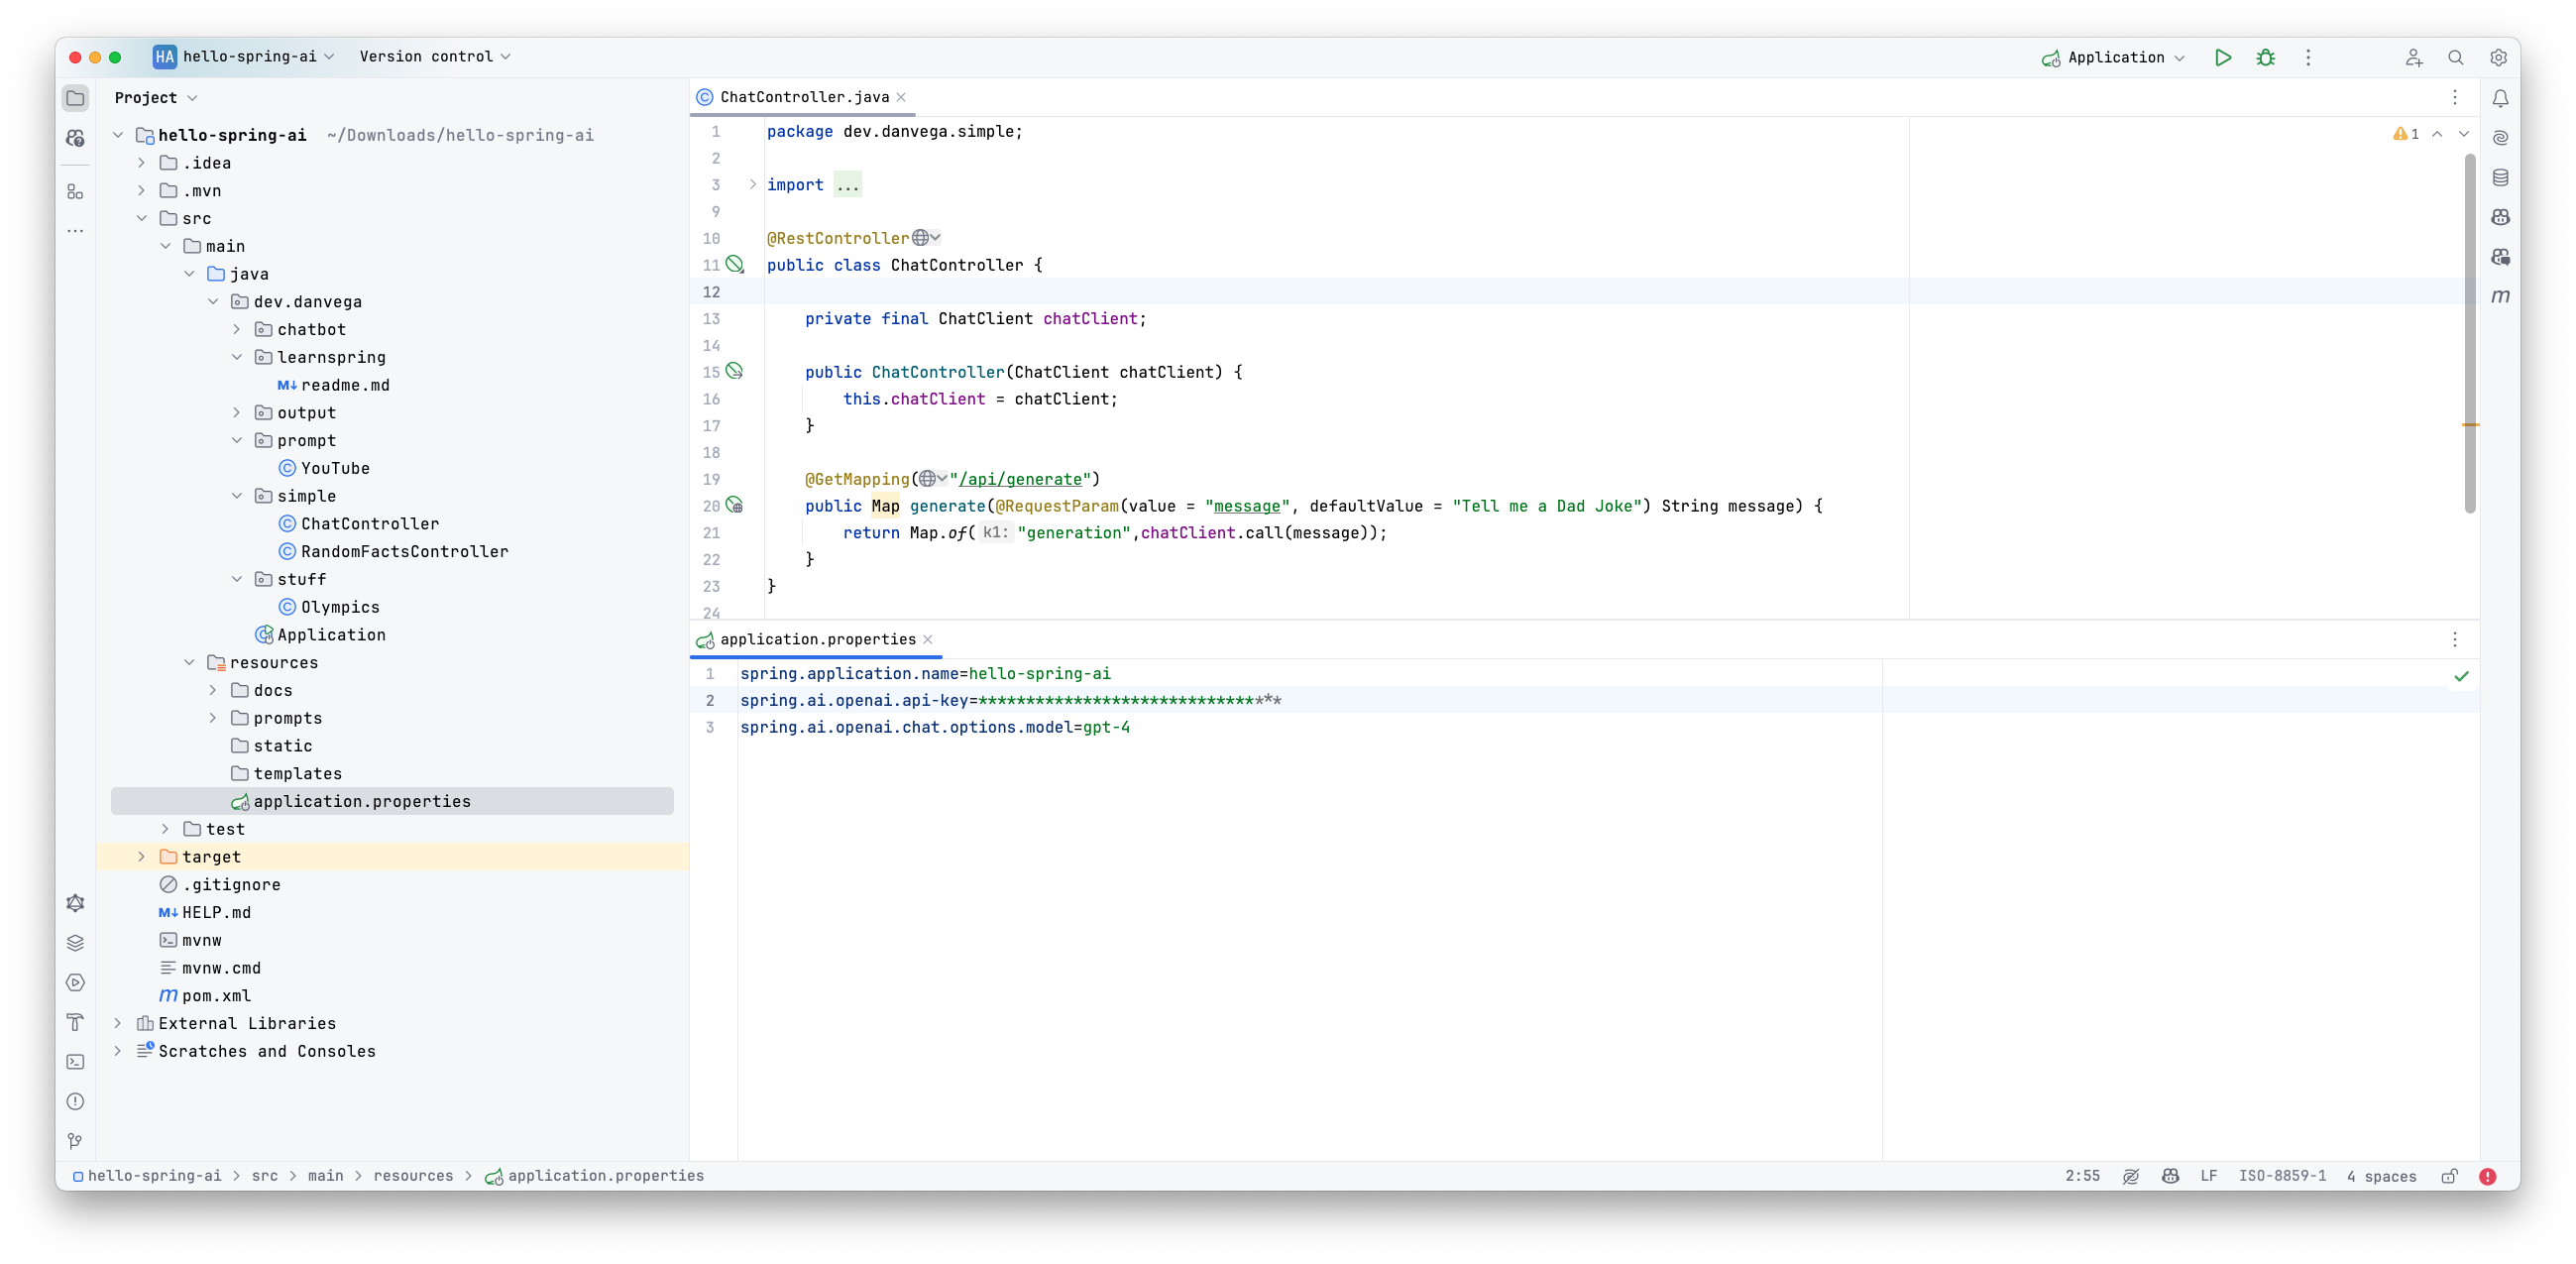 HA hello-spring-ai Version control Application
Project
hello-spring-ai ~/Downloads/hello-spring-ai
.idea
.mvn
src
main
java
dev.danvega
chatbot
learnspring
M↓ readme.md
output
prompt
YouTube
simple
ChatController
RandomFactsController
stuff
Olympics
Application
resources
docs
prompts
static
templates
application.properties
test
target
.gitignore
M↓ HELP.md
mvnw
mvnw.cmd
m pom.xml
External Libraries
Scratches and Consoles
ChatController.java
1 package dev.danvega.simple;
2
3 import ...
9
10 @RestController
11 public class ChatController {
12
13 private final ChatClient chatClient;
14
15 public ChatController(ChatClient chatClient) {
16 this.chatClient = chatClient;
17 }
18
19 @GetMapping("/api/generate")
20 public Map generate(@RequestParam(value = "message", defaultValue = "Tell me a Dad Joke") String message) {
21 return Map.of( k1: "generation",chatClient.call(message));
22 }
23 }
24
1
m
application.properties
1 spring.application.name=hello-spring-ai
2 spring.ai.openai.api-key=********************************
3 spring.ai.openai.chat.options.model=gpt-4
hello-spring-ai > src > main > resources > application.properties
2:55 LF ISO-8859-1 4 spaces